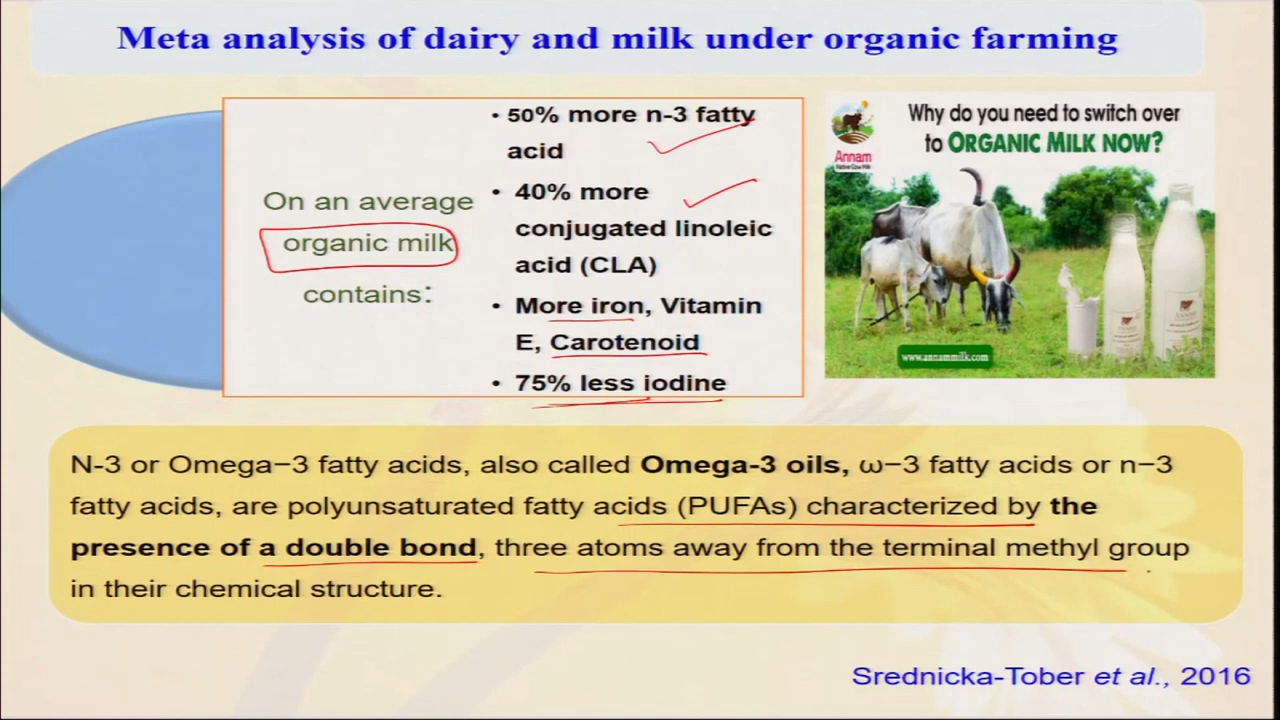 Meta analysis of dairy and milk under organic farming
On an average
organic milk
contains:
• 50% more n-3 fatty
acid
• 40% more
conjugated linoleic
acid (CLA)
• More iron, Vitamin
E, Carotenoid
• 75% less iodine
Why do you need to switch over
to ORGANIC MILK NOW?
Annam
Native Cow Milk
www.annammilk.com
N-3 or Omega−3 fatty acids, also called Omega-3 oils, ω−3 fatty acids or n−3
fatty acids, are polyunsaturated fatty acids (PUFAs) characterized by the
presence of a double bond, three atoms away from the terminal methyl group
in their chemical structure.
Srednicka-Tober et al., 2016